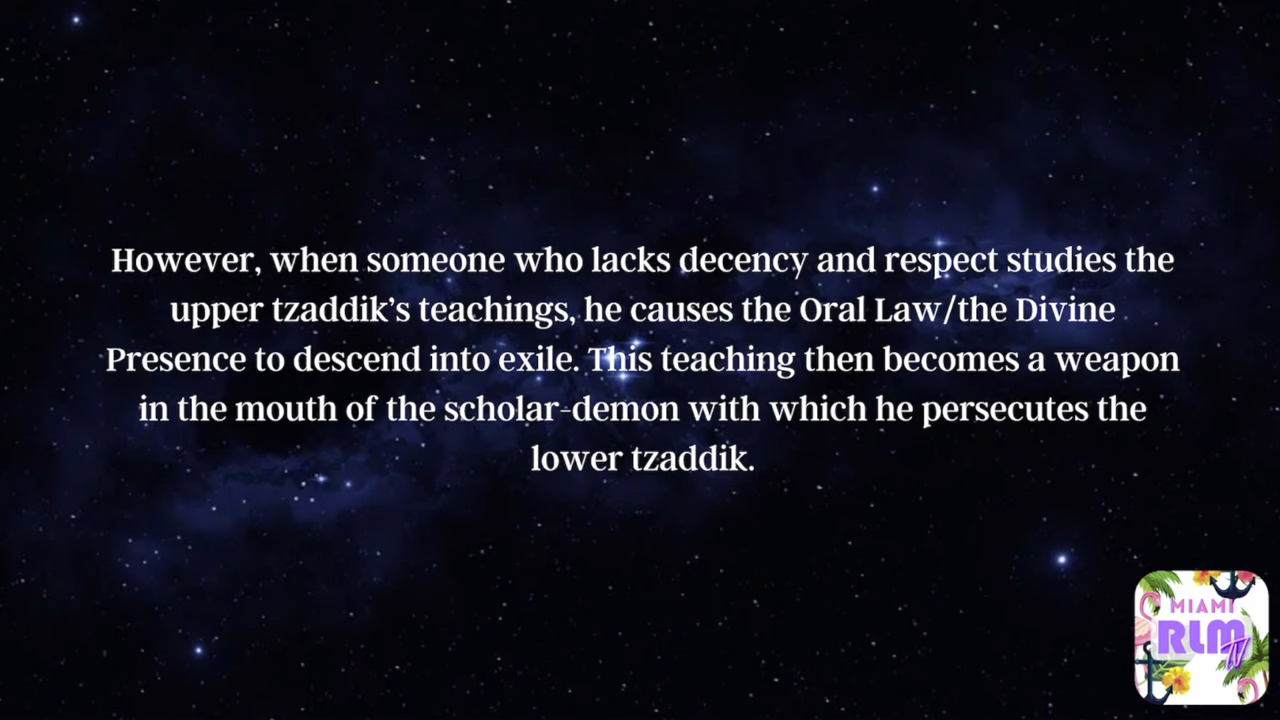 However, when someone who lacks decency and respect studies the
upper tzaddik’s teachings, he causes the Oral Law/the Divine
Presence to descend into exile. This teaching then becomes a weapon
in the mouth of the scholar-demon with which he persecutes the
lower tzaddik.
MIAMI
RLM
tv